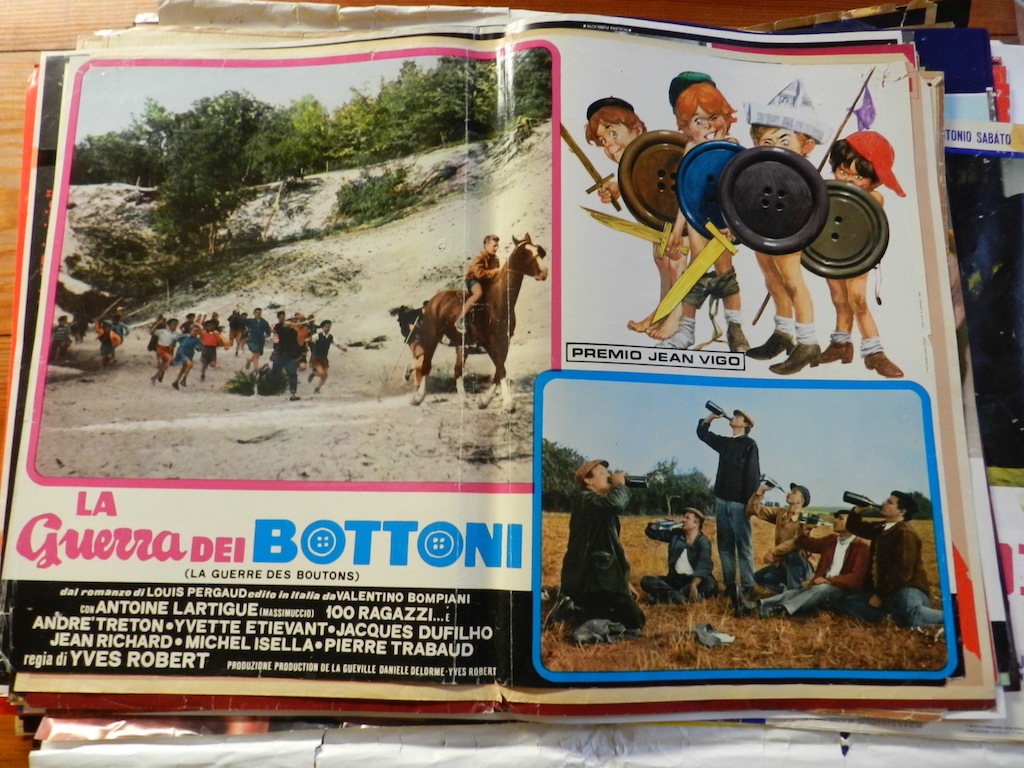 PREMIO JEAN VIGO
LA
Guerra DEI BOTTONI
(LA GUERRE DES BOUTONS)
dal romanzo di LOUIS PERGAUD edito in Italia da VALENTINO BOMPIANI
CON ANTOINE LARTIGUE (MASSIMUCCIO) 100 RAGAZZI... E
ANDRE' TRETON • YVETTE ETIEVANT • JACQUES DUFILHO
JEAN RICHARD • MICHEL ISELLA • PIERRE TRABAUD
regia di YVES ROBERT
PRODUZIONE PRODUCTION DE LA GUEVILLE DANIELE DELORME - YVES ROBERT
TONIO SABÁTO